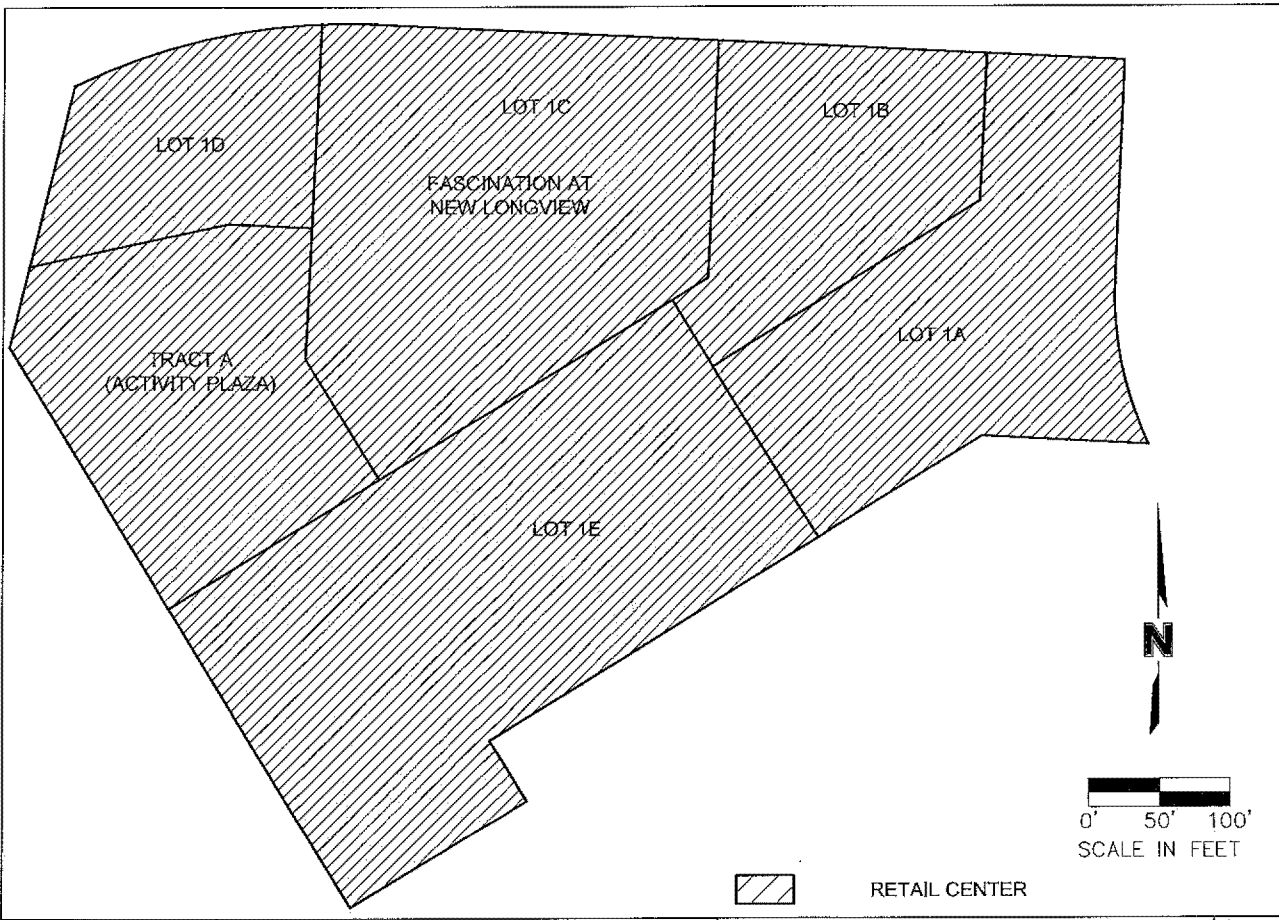 LOT 1C
LOT 1B
LOT 1D
FASCINATION AT
NEW LONGVIEW
LOT 1A
TRACT A
(ACTIVITY PLAZA)
LOT 1E
N
0' 50' 100'
SCALE IN FEET
RETAIL CENTER